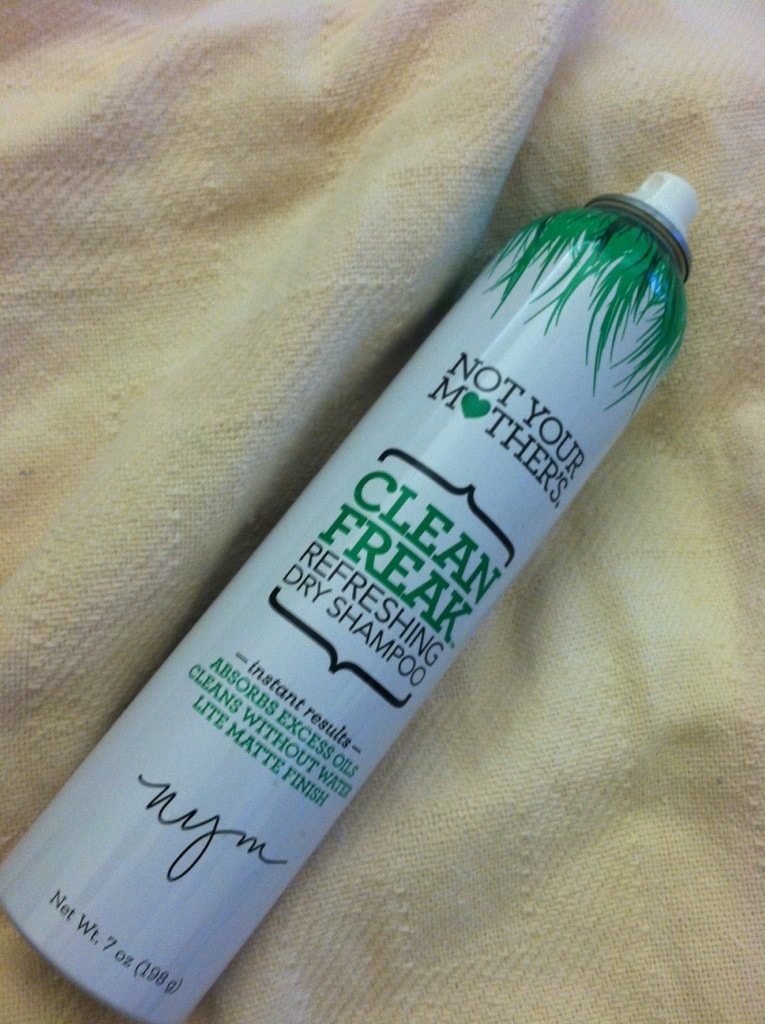 NOT YOUR
M♥THER'S.
CLEAN
FREAK
REFRESHING
DRY SHAMPOO
– instant results –
ABSORBS EXCESS OILS
CLEANS WITHOUT WATER
LITE MATTE FINISH
nym
Net Wt. 7 oz (198 g)